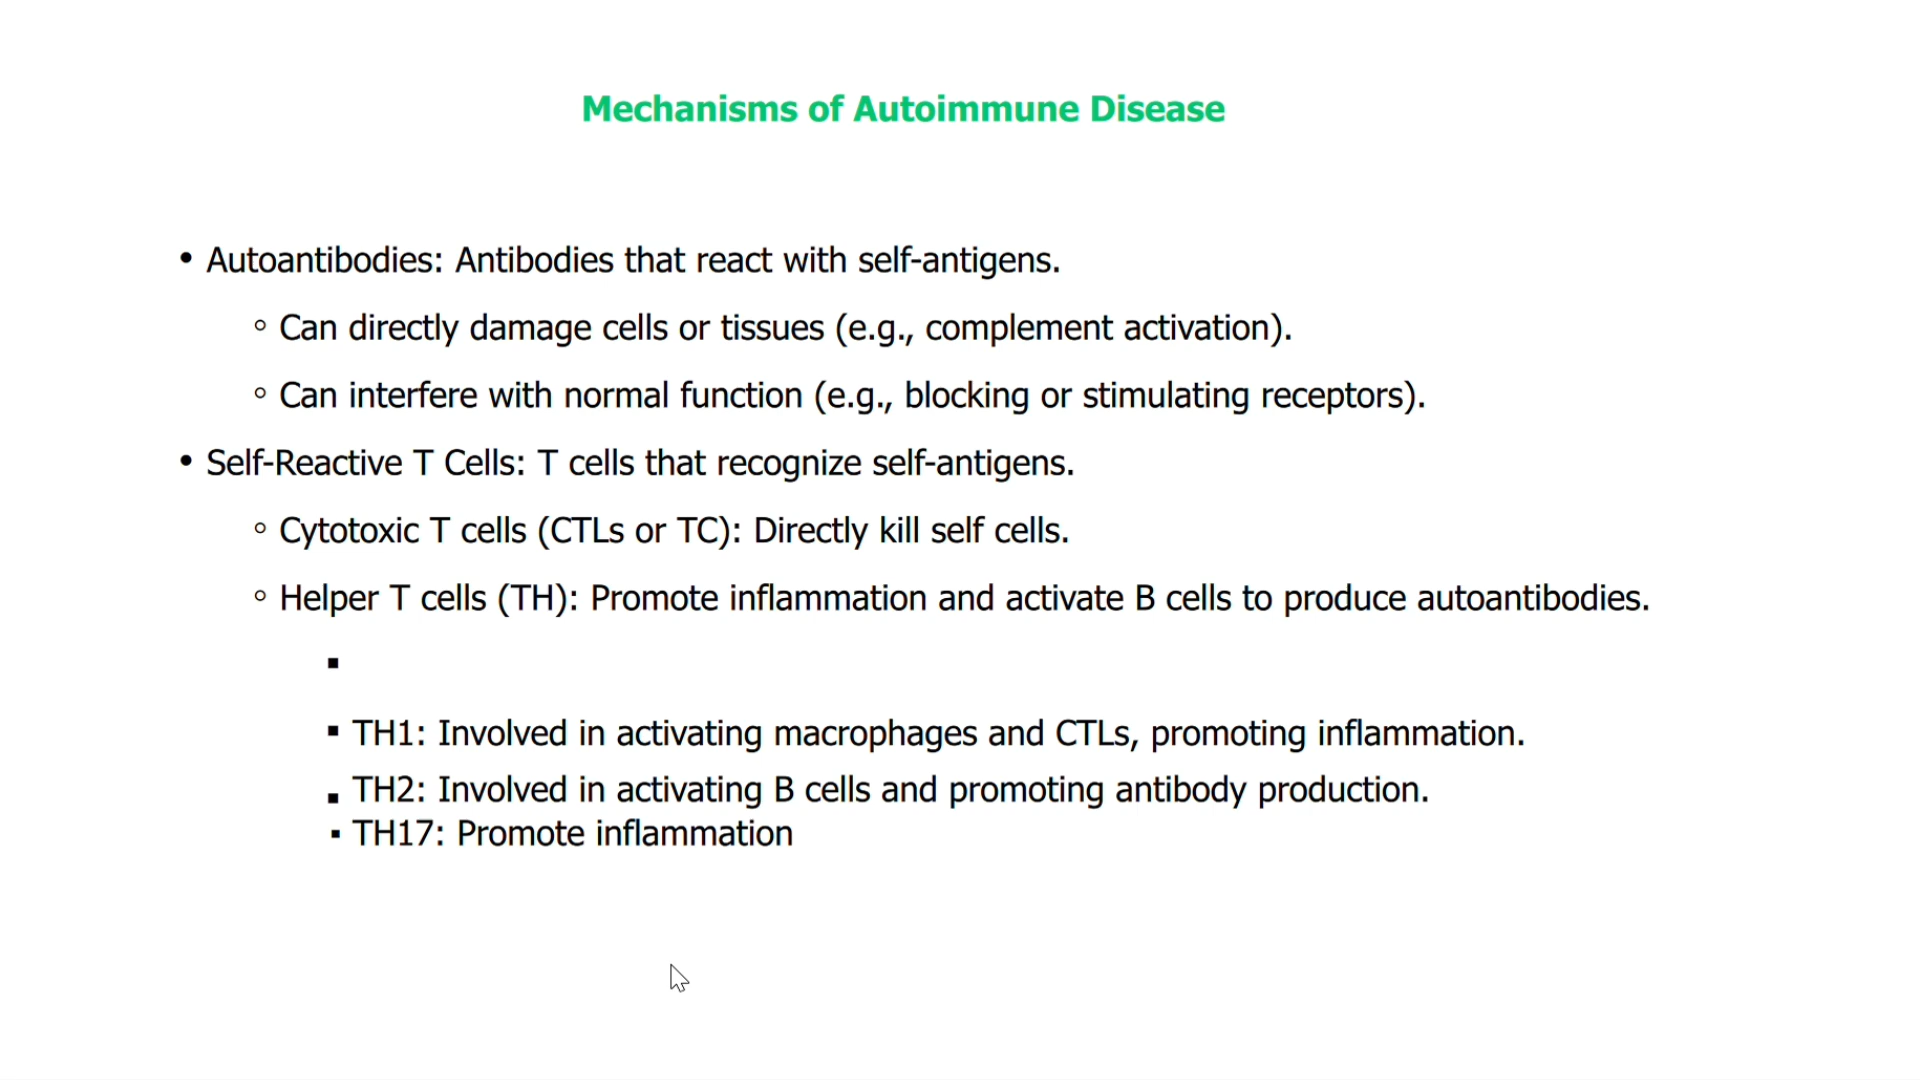 Mechanisms of Autoimmune Disease
• Autoantibodies: Antibodies that react with self-antigens.
◦ Can directly damage cells or tissues (e.g., complement activation).
◦ Can interfere with normal function (e.g., blocking or stimulating receptors).
• Self-Reactive T Cells: T cells that recognize self-antigens.
◦ Cytotoxic T cells (CTLs or TC): Directly kill self cells.
◦ Helper T cells (TH): Promote inflammation and activate B cells to produce autoantibodies.
▪
▪ TH1: Involved in activating macrophages and CTLs, promoting inflammation.
▪ TH2: Involved in activating B cells and promoting antibody production.
▪ TH17: Promote inflammation